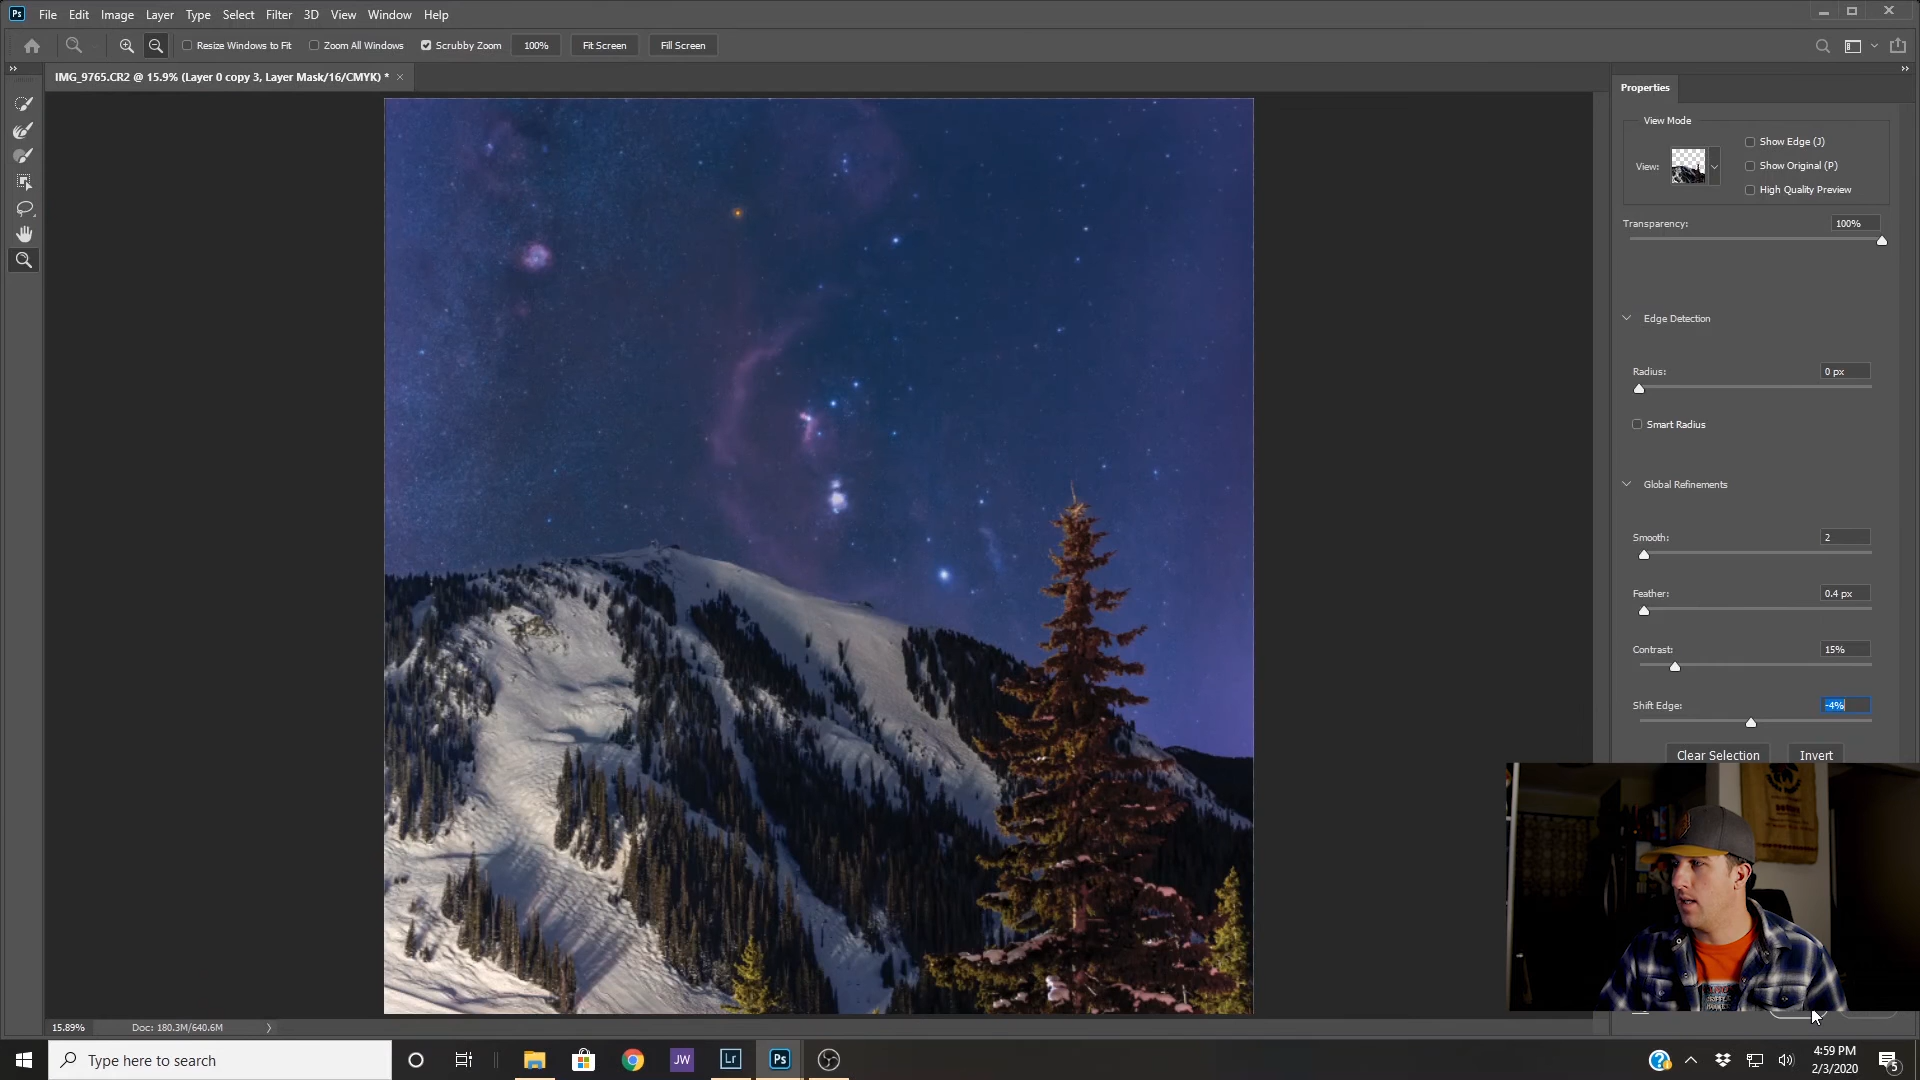 Ps File Edit Image Layer Type Select Filter 3D View Window Help
Resize Windows to Fit Zoom All Windows Scrubby Zoom 100% Fit Screen Fill Screen
IMG_9765.CR2 @ 15.9% (Layer 0 copy 3, Layer Mask/16/CMYK) * ×
Properties
View Mode
View:
Show Edge (J)
Show Original (P)
High Quality Preview
Transparency: 100%
Edge Detection
Radius: 0 px
Smart Radius
Global Refinements
Smooth: 2
Feather: 0.4 px
Contrast: 15%
Shift Edge: -4%
Clear Selection Invert
15.89% Doc: 180.3M/640.6M
Type here to search
JW Lr Ps
4:59 PM
2/3/2020
5